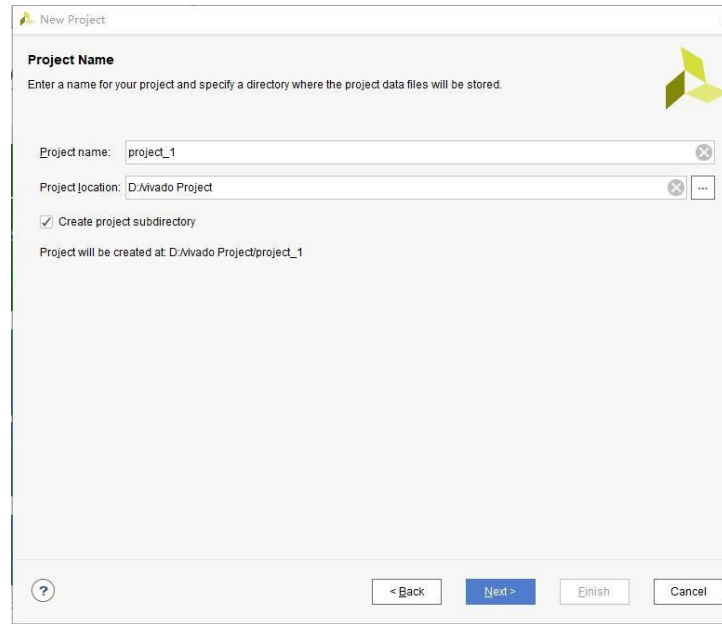 New Project
Project Name
Enter a name for your project and specify a directory where the project data files will be stored.
Project name: project_1
Project location: D:/vivado Project ...
Create project subdirectory
Project will be created at: D:/vivado Project/project_1
? < Back Next > Finish Cancel